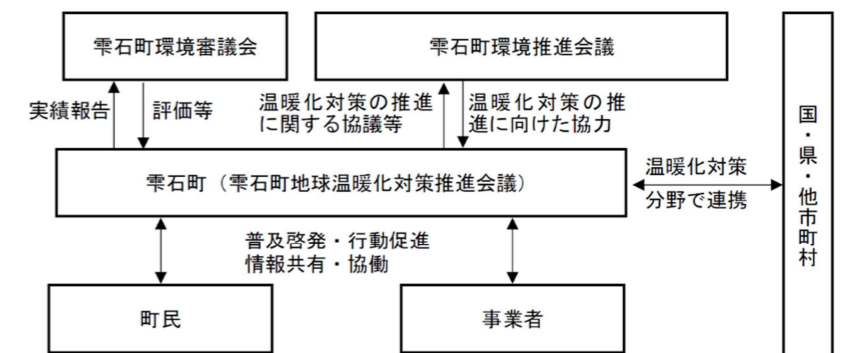 雫石町環境審議会
雫石町環境推進会議
実績報告
評価等
温暖化対策の推進
に関する協議等
温暖化対策の推
進に向けた協力
雫石町（雫石町地球温暖化対策推進会議）
温暖化対策
分野で連携
国・県・他市町村
普及啓発・行動促進
情報共有・協働
町民
事業者